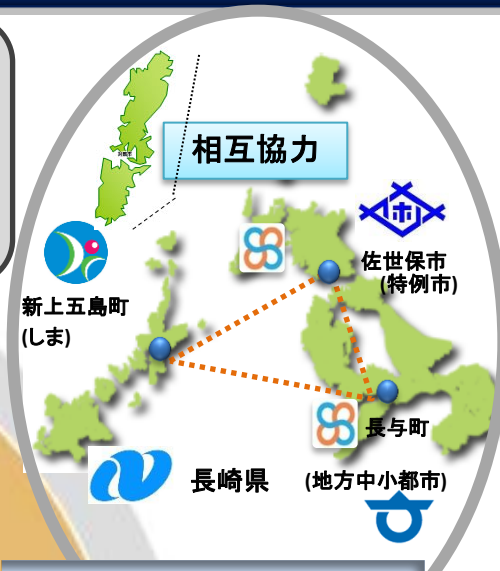 相互協力
佐世保市
(特例市)
新上五島町
(しま)
長与町
長崎県
(地方中小都市)